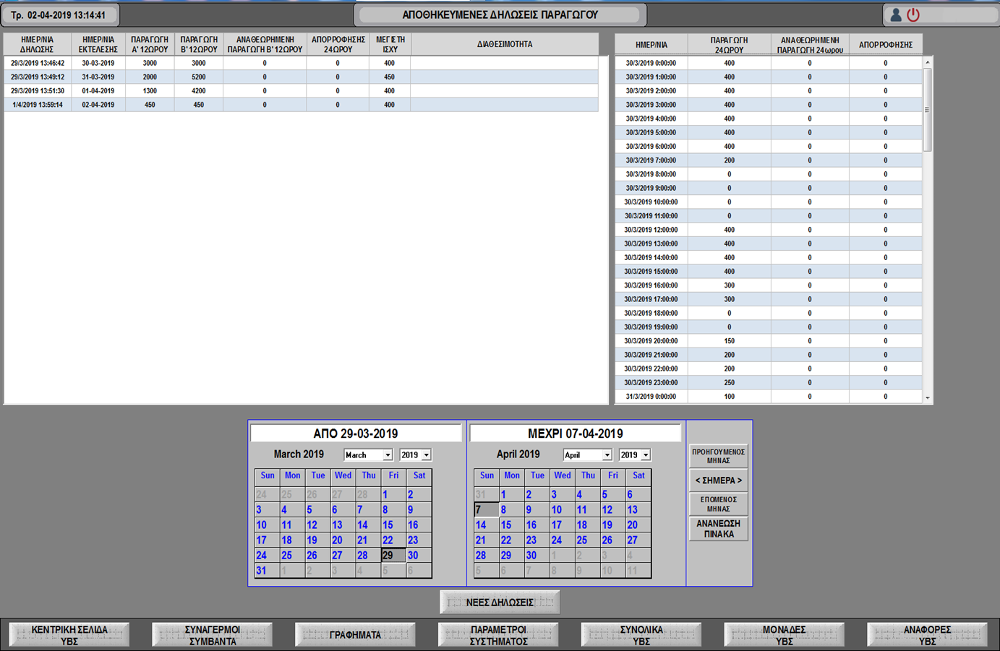 Τρ. 02-04-2019 13:14:41
ΑΠΟΘΗΚΕΥΜΕΝΕΣ ΔΗΛΩΣΕΙΣ ΠΑΡΑΓΩΓΟΥ
ΗΜΕΡ/ΝΙΑ ΔΗΛΩΣΗΣ ΗΜΕΡ/ΝΙΑ ΕΚΤΕΛΕΣΗΣ ΠΑΡΑΓΩΓΗ Α' 12ΩΡΟΥ ΠΑΡΑΓΩΓΗ Β' 12ΩΡΟΥ ΑΝΑΘΕΩΡΗΜΕΝΗ ΠΑΡΑΓΩΓΗ Β' 12ΩΡΟΥ ΑΠΟΡΡΟΦΗΣΗΣ 24ΩΡΟΥ ΜΕΓΙΣΤΗ ΙΣΧΥ ΔΙΑΘΕΣΙΜΟΤΗΤΑ
29/3/2019 13:46:42 30-03-2019 3000 3000 0 0 400
29/3/2019 13:49:12 31-03-2019 2000 5200 0 0 450
29/3/2019 13:51:30 01-04-2019 1300 4200 0 0 400
1/4/2019 13:59:14 02-04-2019 450 450 0 0 400
ΗΜΕΡ/ΝΙΑ ΠΑΡΑΓΩΓΗ 24ΩΡΟΥ ΑΝΑΘΕΩΡΗΜΕΝΗ ΠΑΡΑΓΩΓΗ 24ωρου ΑΠΟΡΡΟΦΗΣΗΣ
30/3/2019 0:00:00 400 0 0
30/3/2019 1:00:00 400 0 0
30/3/2019 2:00:00 400 0 0
30/3/2019 3:00:00 400 0 0
30/3/2019 4:00:00 400 0 0
30/3/2019 5:00:00 400 0 0
30/3/2019 6:00:00 400 0 0
30/3/2019 7:00:00 200 0 0
30/3/2019 8:00:00 0 0 0
30/3/2019 9:00:00 0 0 0
30/3/2019 10:00:00 0 0 0
30/3/2019 11:00:00 0 0 0
30/3/2019 12:00:00 400 0 0
30/3/2019 13:00:00 400 0 0
30/3/2019 14:00:00 400 0 0
30/3/2019 15:00:00 400 0 0
30/3/2019 16:00:00 300 0 0
30/3/2019 17:00:00 300 0 0
30/3/2019 18:00:00 0 0 0
30/3/2019 19:00:00 0 0 0
30/3/2019 20:00:00 150 0 0
30/3/2019 21:00:00 200 0 0
30/3/2019 22:00:00 200 0 0
30/3/2019 23:00:00 250 0 0
31/3/2019 0:00:00 100 0 0
ΑΠΟ 29-03-2019
March 2019 March 2019
Sun Mon Tue Wed Thu Fri Sat
24 25 26 27 28 1 2
3 4 5 6 7 8 9
10 11 12 13 14 15 16
17 18 19 20 21 22 23
24 25 26 27 28 29 30
31 1 2 3 4 5 6
ΜΕΧΡΙ 07-04-2019
April 2019 April 2019
Sun Mon Tue Wed Thu Fri Sat
31 1 2 3 4 5 6
7 8 9 10 11 12 13
14 15 16 17 18 19 20
21 22 23 24 25 26 27
28 29 30 1 2 3 4
5 6 7 8 9 10 11
ΠΡΟΗΓΟΥΜΕΝΟΣ
ΜΗΝΑΣ
< ΣΗΜΕΡΑ >
ΕΠΟΜΕΝΟΣ
ΜΗΝΑΣ
ΑΝΑΝΕΩΣΗ
ΠΙΝΑΚΑ
ΝΕΕΣ ΔΗΛΩΣΕΙΣ
ΚΕΝΤΡΙΚΗ ΣΕΛΙΔΑ
ΥΒΣ
ΣΥΝΑΓΕΡΜΟΙ
ΣΥΜΒΑΝΤΑ
ΓΡΑΦΗΜΑΤΑ
ΠΑΡΑΜΕΤΡΟΙ
ΣΥΣΤΗΜΑΤΟΣ
ΣΥΝΟΛΙΚΑ
ΥΒΣ
ΜΟΝΑΔΕΣ
ΥΒΣ
ΑΝΑΦΟΡΕΣ
ΥΒΣ